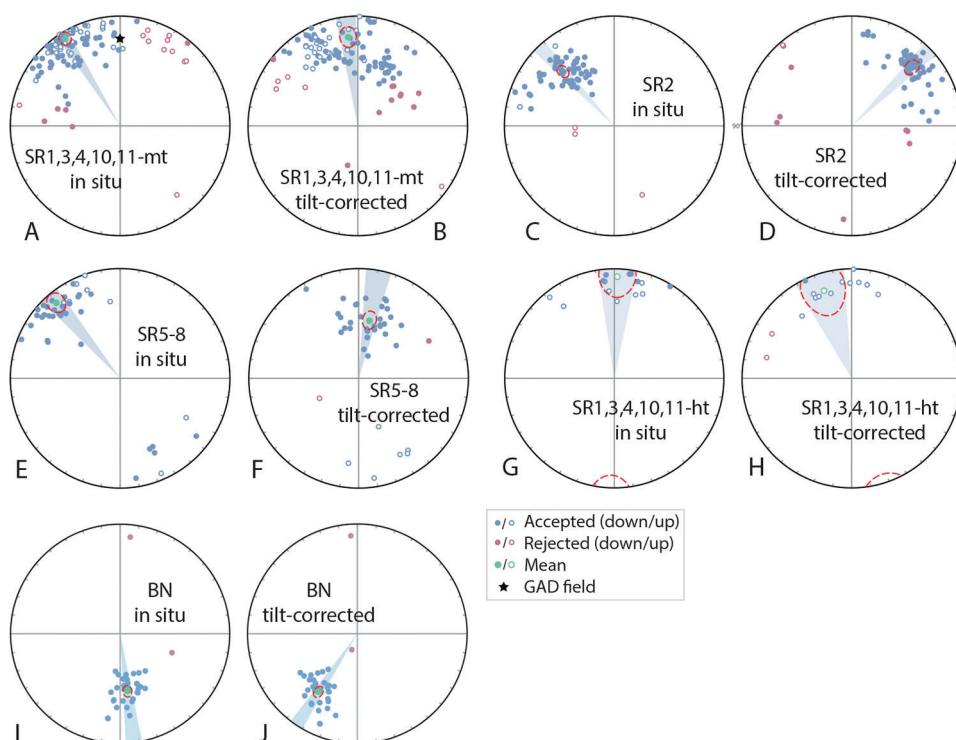 SR1,3,4,10,11-mt
in situ
A
SR1,3,4,10,11-mt
tilt-corrected
B
SR2
in situ
C
90°
SR2
tilt-corrected
D
SR5-8
in situ
E
SR5-8
tilt-corrected
F
SR1,3,4,10,11-ht
in situ
G
SR1,3,4,10,11-ht
tilt-corrected
H
Accepted (down/up)
Rejected (down/up)
Mean
GAD field
BN
in situ
I
BN
tilt-corrected
J